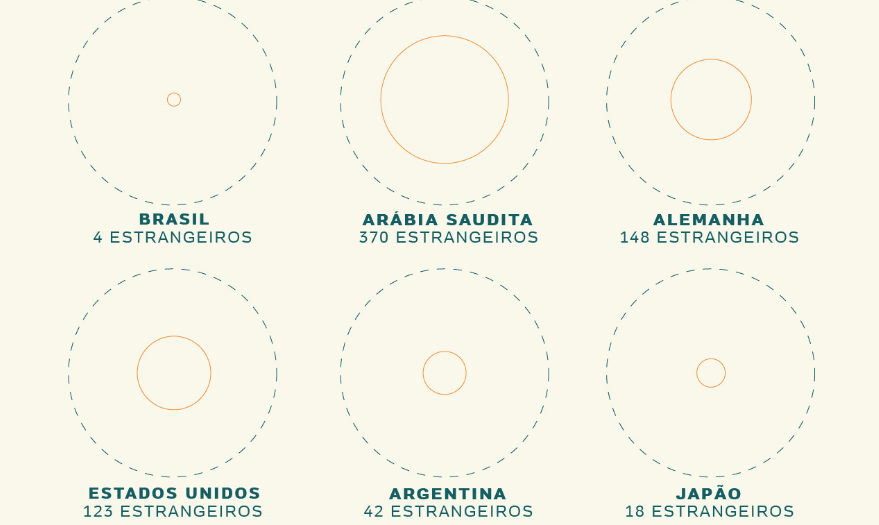 BRASIL
4 ESTRANGEIROS
ARÁBIA SAUDITA
370 ESTRANGEIROS
ALEMANHA
148 ESTRANGEIROS
ESTADOS UNIDOS
123 ESTRANGEIROS
ARGENTINA
42 ESTRANGEIROS
JAPÃO
18 ESTRANGEIROS